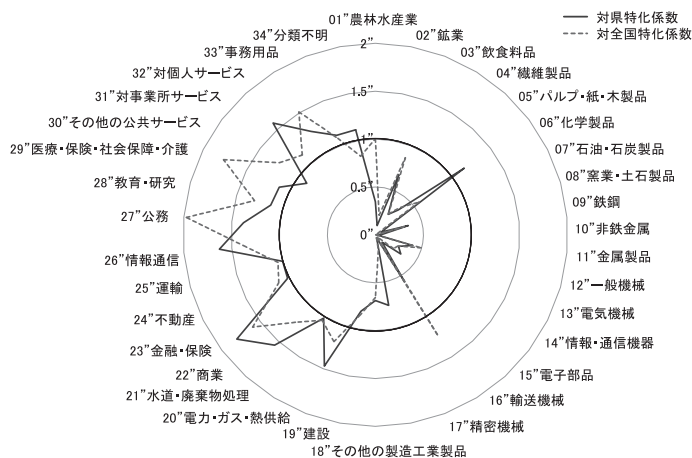 対県特化係数
対全国特化係数
01”農林水産業
02”鉱業
03”飲食料品
04”繊維製品
05”パルプ・紙・木製品
06”化学製品
07”石油・石炭製品
08”窯業・土石製品
09”鉄鋼
10”非鉄金属
11”金属製品
12”一般機械
13”電気機械
14”情報・通信機器
15”電子部品
16”輸送機械
17”精密機械
18”その他の製造工業製品
19”建設
20”電力・ガス・熱供給
21”水道・廃棄物処理
22”商業
23”金融・保険
24”不動産
25”運輸
26”情報通信
27”公務
28”教育・研究
29”医療・保険・社会保障・介護
30”その他の公共サービス
31”対事業所サービス
32”対個人サービス
33”事務用品
34”分類不明
2”
1.5”
1”
0.5”
0”